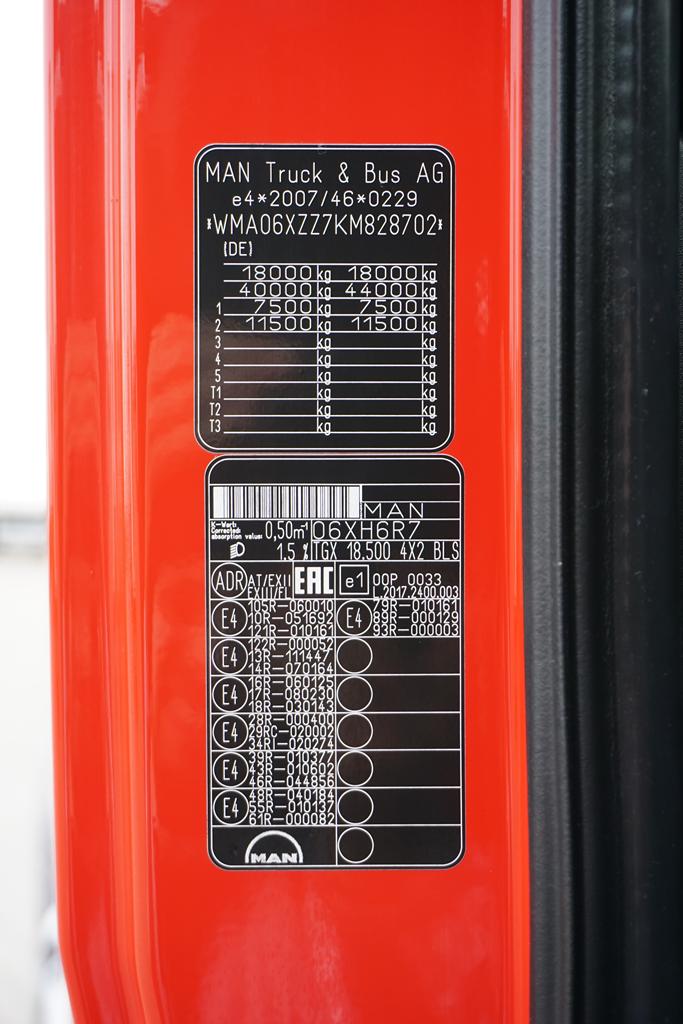 MAN Truck & Bus AG
e4*2007/46*0229
*WMA06XZZ7KM828702*
(DE)
18000 kg 18000 kg
40000 kg 44000 kg
1 7500 kg 7500 kg
2 11500 kg 11500 kg
3 kg kg
4 kg kg
5 kg kg
T1 kg kg
T2 kg kg
T3 kg kg
MAN
K-Wert: Corrected absorption value: 0,50m⁻¹ 06XH6R7
1.5 % TGX 18.500 4X2 BLS
ADR AT/EXII EXIII/FL EAC e1 00P 0033
L.2017.2400.003
E4 105R-060010 E4 79R-010161
10R-051692 89R-000129
121R-010161 93R-000003
E4 122R-000052
13R-111447
14R-070164
E4 16R-060125
17R-080230
18R-030143
E4 28R-000400
29RC-020002
34RI-020274
E4 39R-010377
43R-010602
46R-044856
E4 48R-040184
55R-010137
61R-000082
MAN